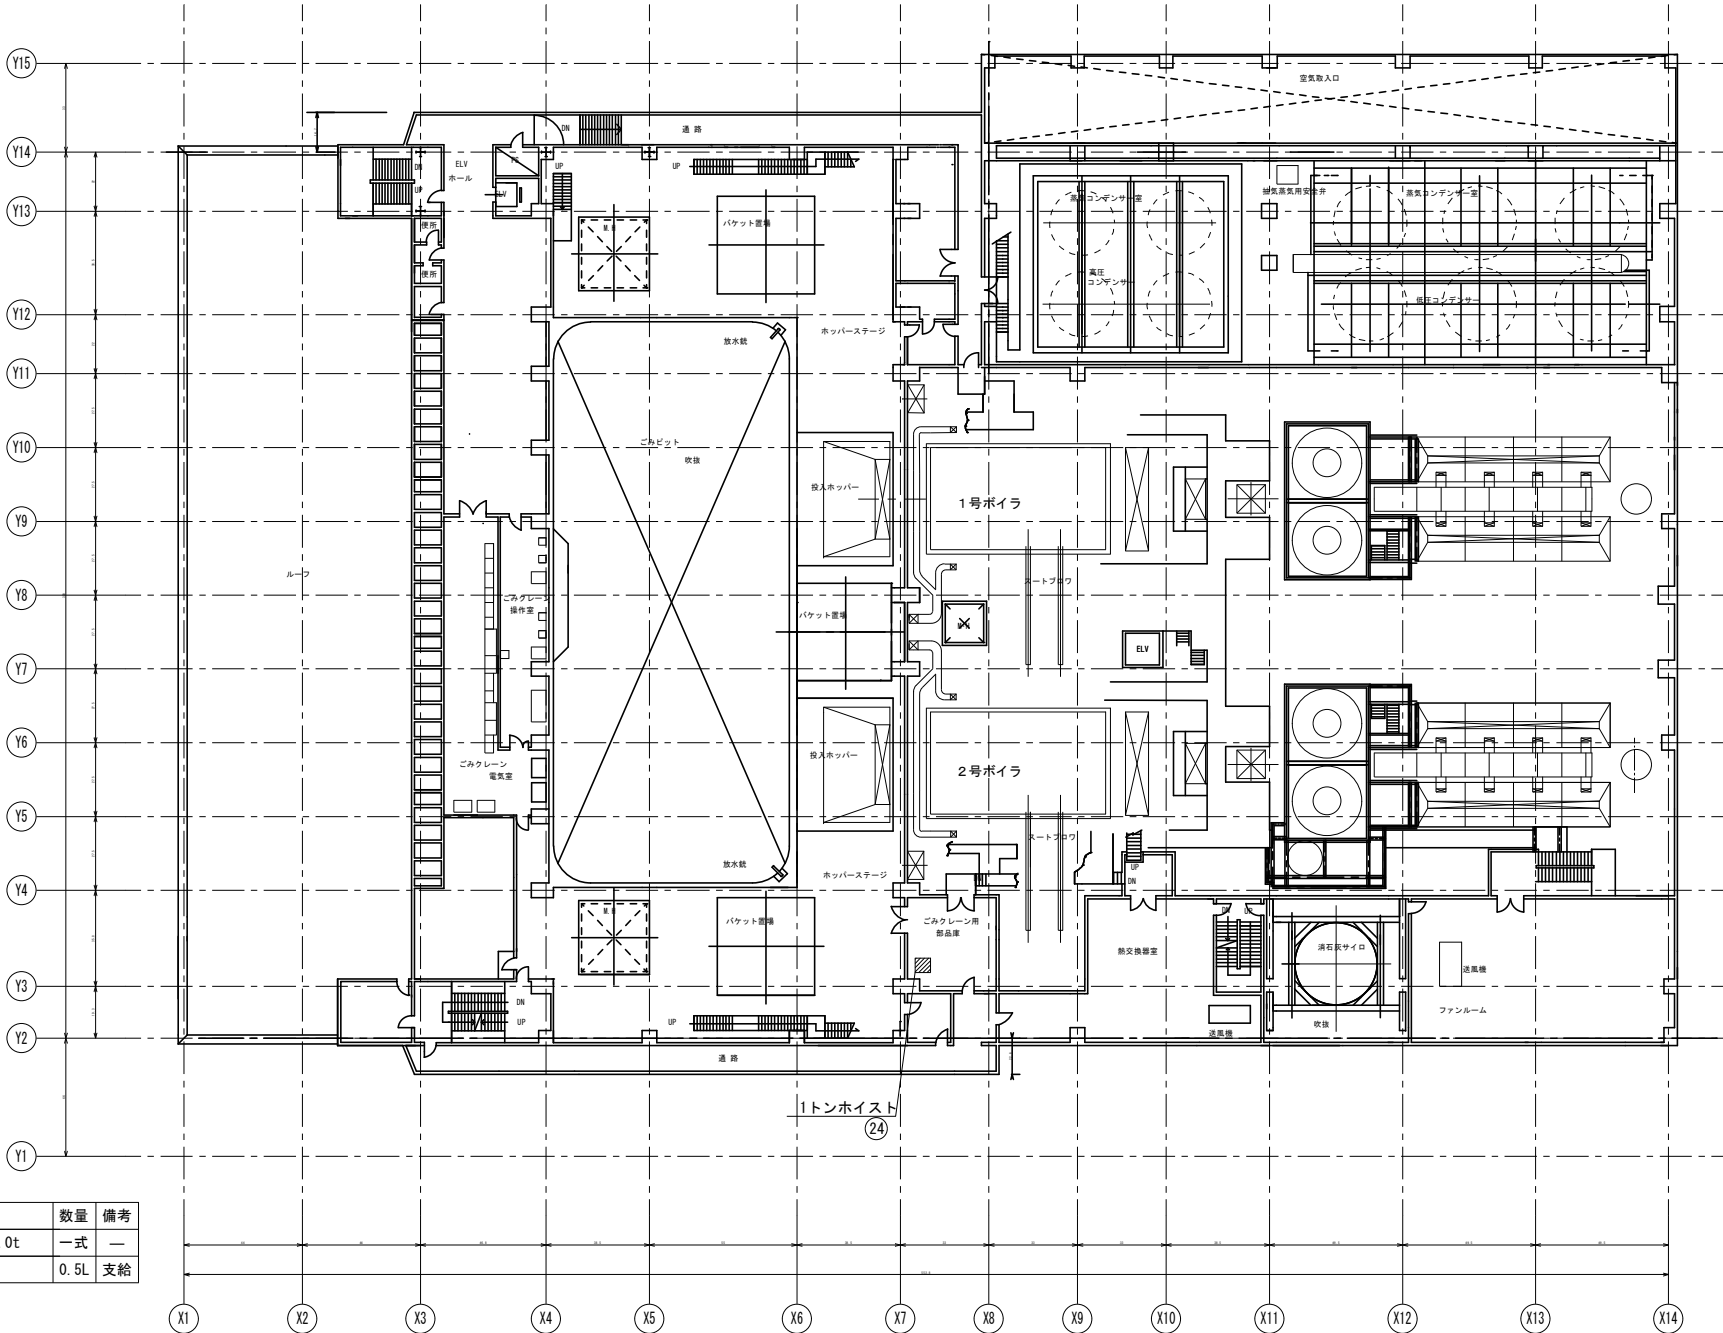 Y15
空気取入口
DN
通 路
Y14
DN
ELV
ホール
UP
UP
UP
ELV
抽気蒸気用安全弁
蒸気コンデンサー室
蒸気コンデンサー室
Y13
便所
M.H
バケット置場
便所
高圧
コンデンサー
低圧コンデンサー
Y12
ホッパーステージ
放水銃
Y11
Y10
ごみピット
吹抜
投入ホッパー
1号ボイラ
Y9
ルーフ
スートブロワ
Y8
ごみクレーン
操作室
バケット置場
ELV
Y7
Y6
ごみクレーン
電気室
投入ホッパー
2号ボイラ
Y5
スートブロワ
放水銃
ホッパーステージ
UP
DN
Y4
M.H
バケット置場
ごみクレーン用
部品庫
DN
UP
熱交換器室
消石灰サイロ
送風機
Y3
DN
UP
UP
ファンルーム
吹抜
送風機
Y2
通 路
1トンホイスト
24
Y1
数量 備考
0t 一式 —
0.5L 支給
X1 X2 X3 X4 X5 X6 X7 X8 X9 X10 X11 X12 X13 X14